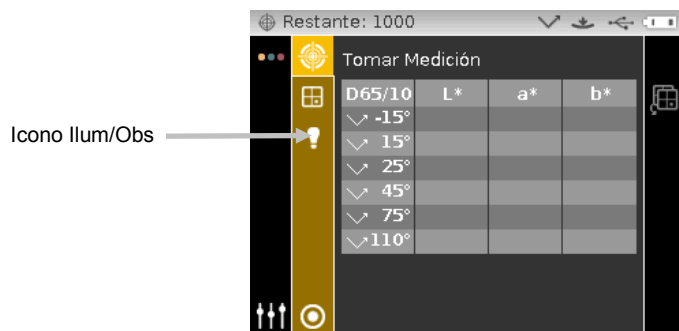 Restante: 1000
Tomar Medición
D65/10 L* a* b*
-15°
15°
Icono Ilum/Obs
25°
45°
75°
110°